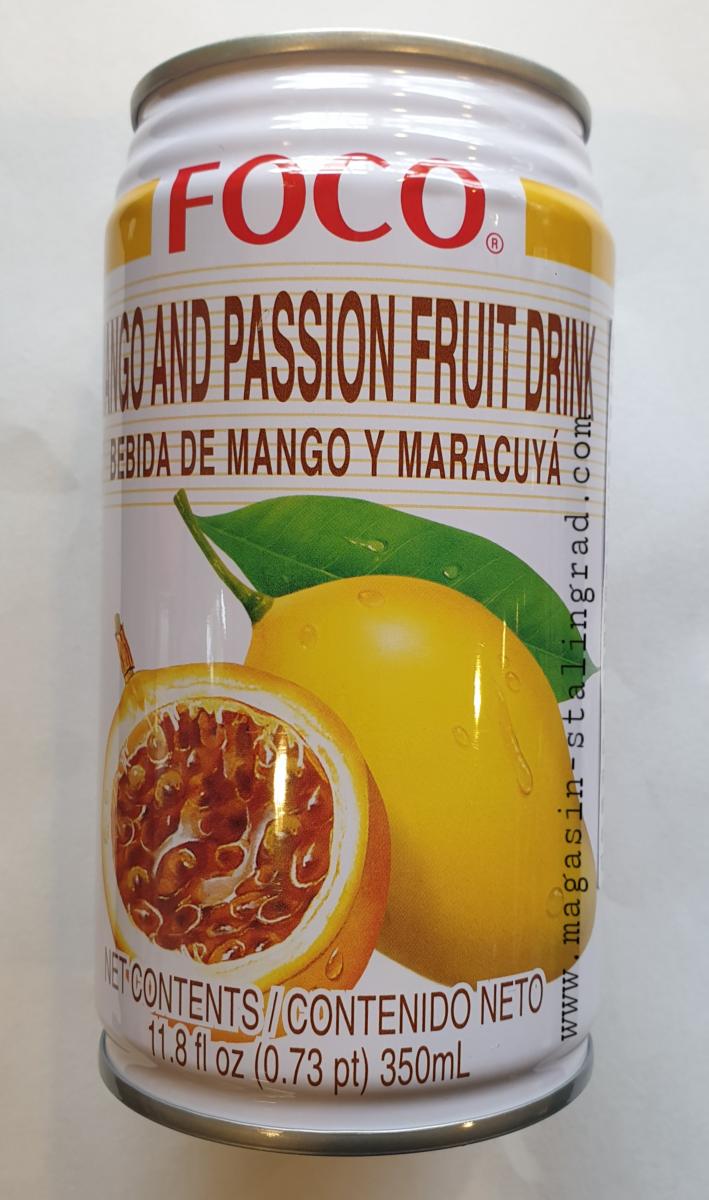 FOCO®
ANGO AND PASSION FRUIT DRINK
BEBIDA DE MANGO Y MARACUYÁ
NET CONTENTS / CONTENIDO NETO
11.8 fl oz (0.73 pt) 350mL
www.magasin-stalingrad.com